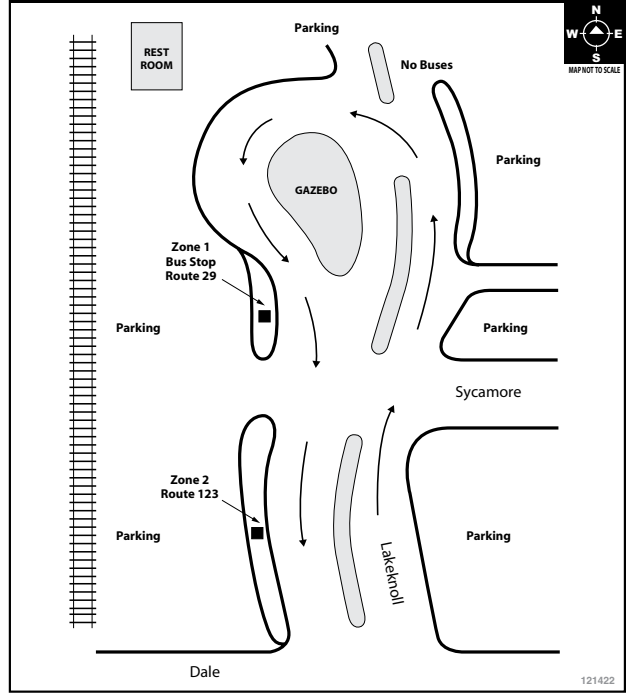 N
W E
S
MAP NOT TO SCALE
Parking
REST
ROOM
No Buses
Parking
GAZEBO
Zone 1
Bus Stop
Route 29
Parking
Parking
Sycamore
Zone 2
Route 123
Parking
Parking
Lakeknoll
Dale
121422